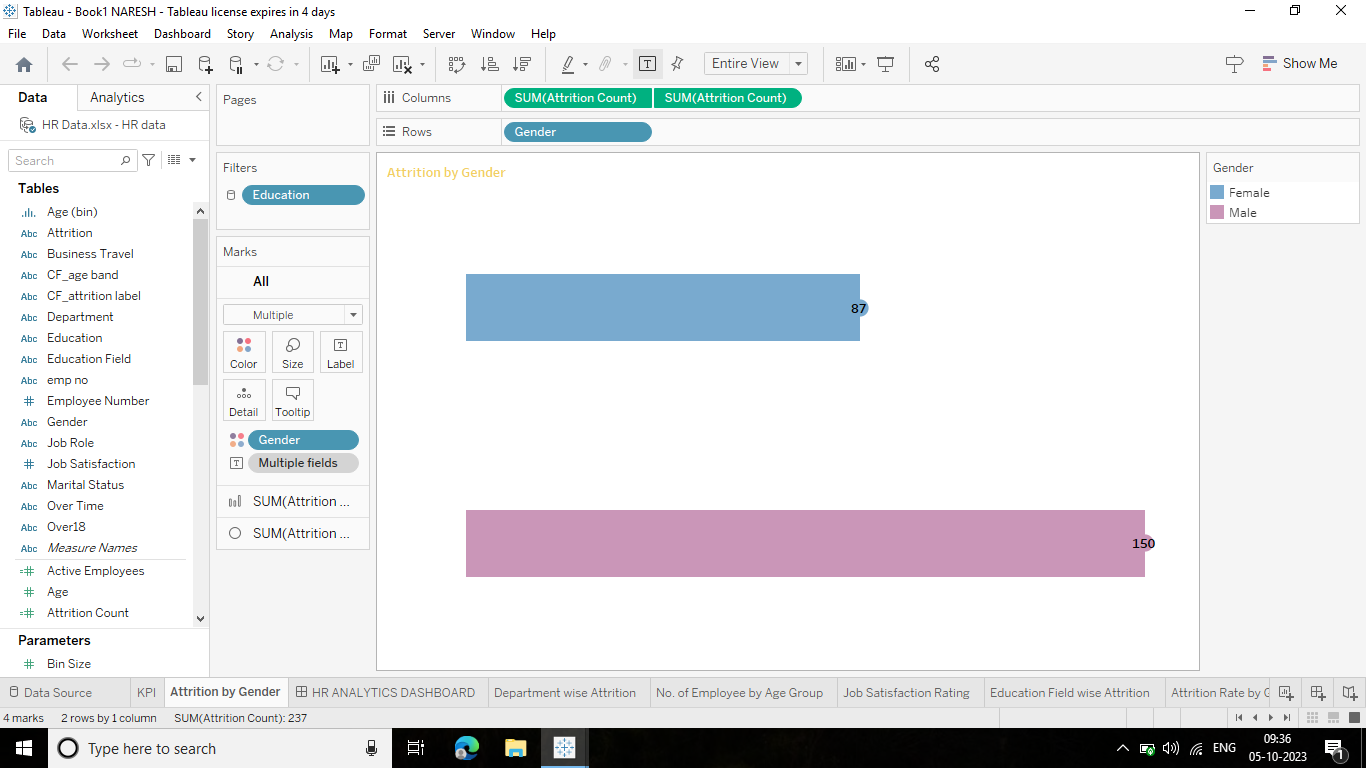 Tableau - Book1 NARESH - Tableau license expires in 4 days
File Data Worksheet Dashboard Story Analysis Map Format Server Window Help
Entire View
Show Me
Data Analytics
HR Data.xlsx - HR data
Search
Tables
Age (bin)
Abc Attrition
Abc Business Travel
Abc CF_age band
Abc CF_attrition label
Abc Department
Abc Education
Abc Education Field
Abc emp no
# Employee Number
Abc Gender
Abc Job Role
# Job Satisfaction
Abc Marital Status
Abc Over Time
Abc Over18
Abc Measure Names
=# Active Employees
# Age
=# Attrition Count
Parameters
# Bin Size
Pages
Filters
Education
Marks
All
Multiple
Color Size Label
Detail Tooltip
Gender
Multiple fields
SUM(Attrition ...
SUM(Attrition ...
Columns SUM(Attrition Count) SUM(Attrition Count)
Rows Gender
Attrition by Gender
87
150
Gender
Female
Male
Data Source KPI Attrition by Gender HR ANALYTICS DASHBOARD Department wise Attrition No. of Employee by Age Group Job Satisfaction Rating Education Field wise Attrition Attrition Rate by G
4 marks 2 rows by 1 column SUM(Attrition Count): 237
Type here to search
ENG
09:36
05-10-2023
1